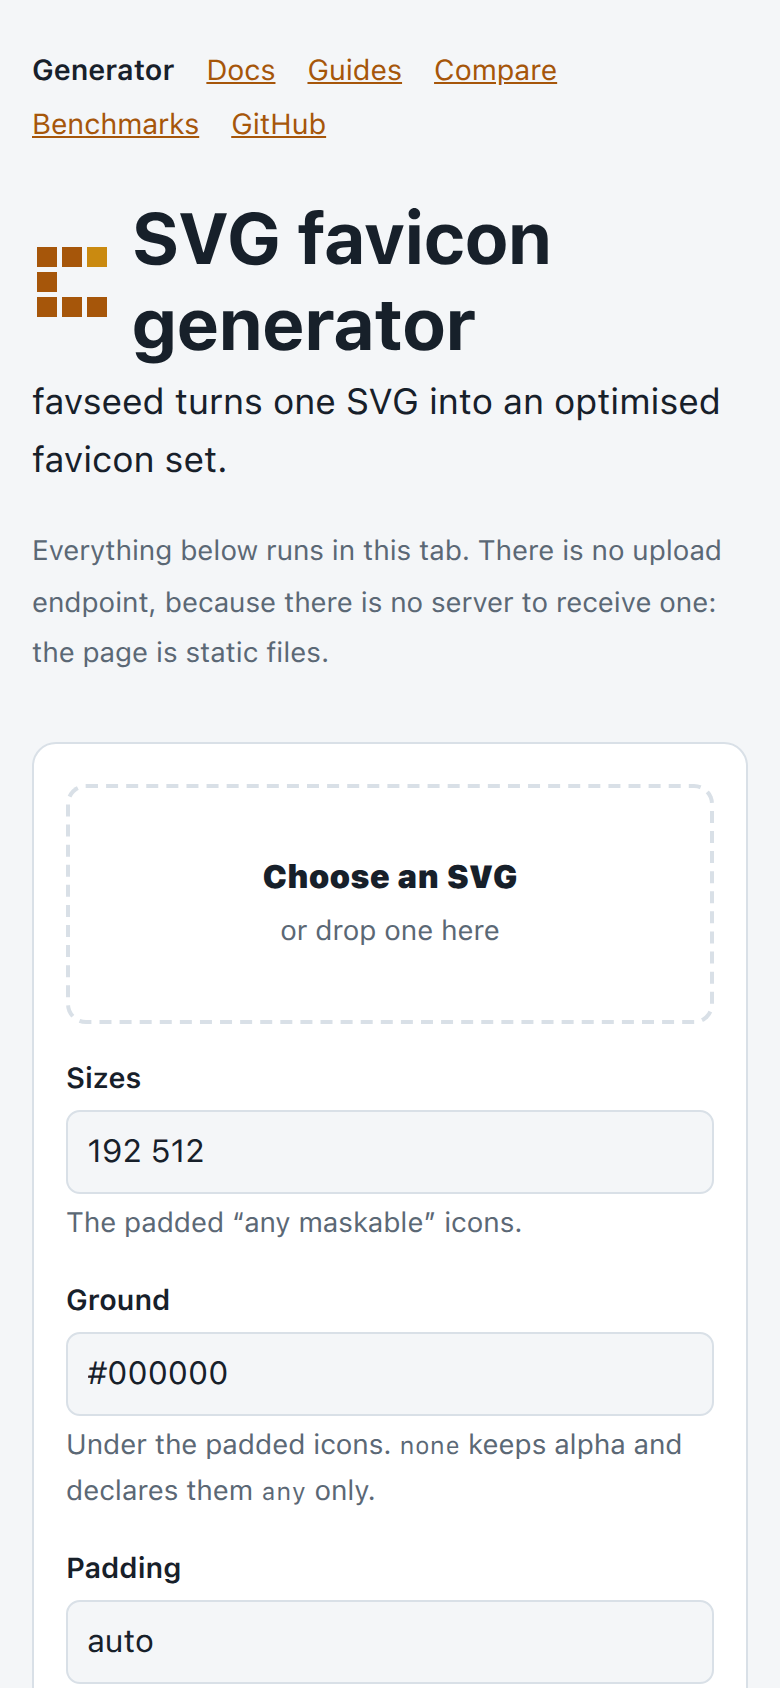 Generator Docs Guides Compare
Benchmarks GitHub
SVG favicon
generator
favseed turns one SVG into an optimised
favicon set.
Everything below runs in this tab. There is no upload
endpoint, because there is no server to receive one:
the page is static files.
Choose an SVG
or drop one here
Sizes
192 512
The padded “any maskable” icons.
Ground
#000000
Under the padded icons. none keeps alpha and
declares them any only.
Padding
auto